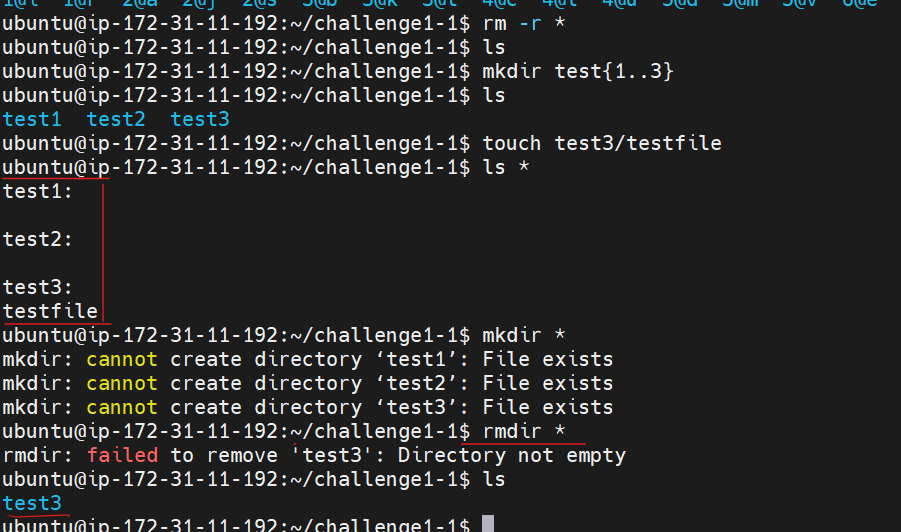 ubuntu@ip-172-31-11-192:~/challenge1-1$ rm -r *
ubuntu@ip-172-31-11-192:~/challenge1-1$ ls
ubuntu@ip-172-31-11-192:~/challenge1-1$ mkdir test{1..3}
ubuntu@ip-172-31-11-192:~/challenge1-1$ ls
test1  test2  test3
ubuntu@ip-172-31-11-192:~/challenge1-1$ touch test3/testfile
ubuntu@ip-172-31-11-192:~/challenge1-1$ ls *
test1:
test2:
test3:
testfile
ubuntu@ip-172-31-11-192:~/challenge1-1$ mkdir *
mkdir: cannot create directory ‘test1’: File exists
mkdir: cannot create directory ‘test2’: File exists
mkdir: cannot create directory ‘test3’: File exists
ubuntu@ip-172-31-11-192:~/challenge1-1$ rmdir *
rmdir: failed to remove 'test3': Directory not empty
ubuntu@ip-172-31-11-192:~/challenge1-1$ ls
test3
ubuntu@ip-172-31-11-192:~/challenge1-1$